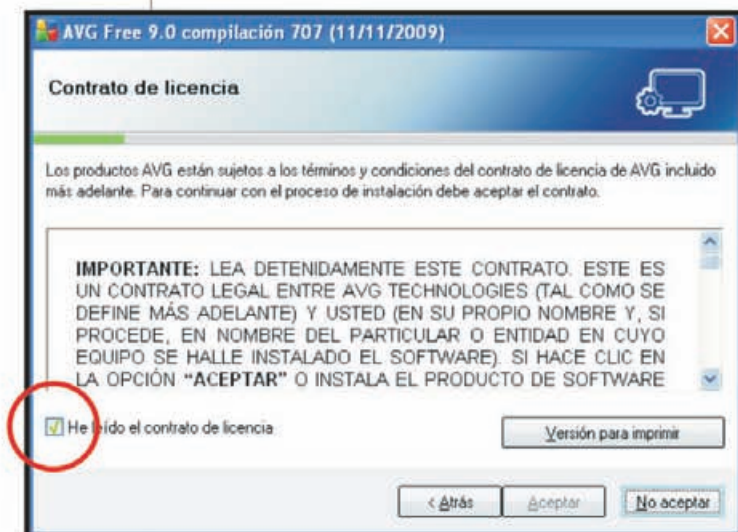 AVG Free 9.0 compilación 707 (11/11/2009)
Contrato de licencia
Los productos AVG están sujetos a los términos y condiciones del contrato de licencia de AVG incluido
más adelante. Para continuar con el proceso de instalación debe aceptar el contrato.
IMPORTANTE: LEA DETENIDAMENTE ESTE CONTRATO. ESTE ES
UN CONTRATO LEGAL ENTRE AVG TECHNOLOGIES (TAL COMO SE
DEFINE MÁS ADELANTE) Y USTED (EN SU PROPIO NOMBRE Y, SI
PROCEDE, EN NOMBRE DEL PARTICULAR O ENTIDAD EN CUYO
EQUIPO SE HALLE INSTALADO EL SOFTWARE). SI HACE CLIC EN
LA OPCIÓN “ACEPTAR” O INSTALA EL PRODUCTO DE SOFTWARE
He leído el contrato de licencia
Versión para imprimir
< Atrás
Aceptar
No aceptar